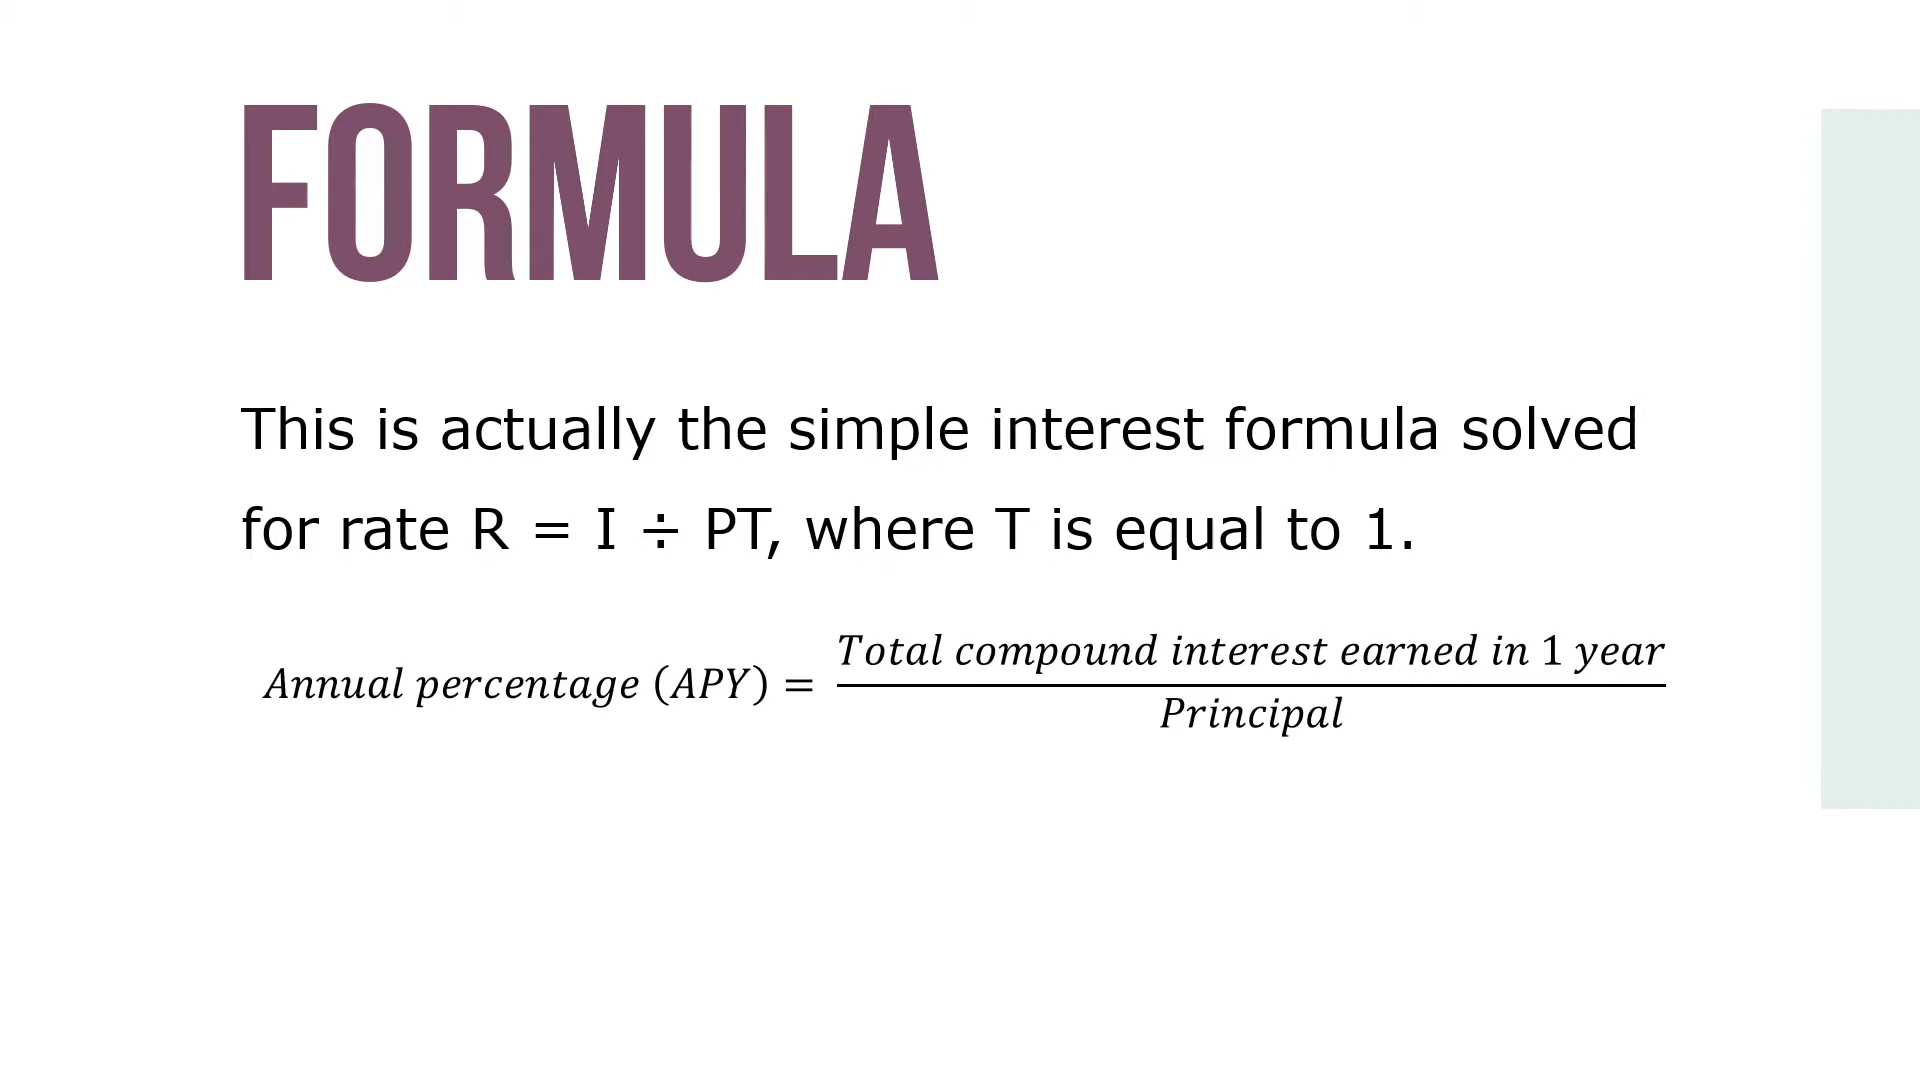 FORMULA
This is actually the simple interest formula solved
for rate R = I ÷ PT, where T is equal to 1.
Annual percentage (APY) = Total compound interest earned in 1 year
Principal